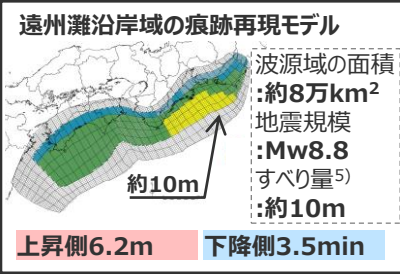 遠州灘沿岸域の痕跡再現モデル
波源域の面積
:約8万km²
地震規模
:Mw8.8
すべり量⁵⁾
:約10m
約10m
上昇側6.2m
下降側3.5min